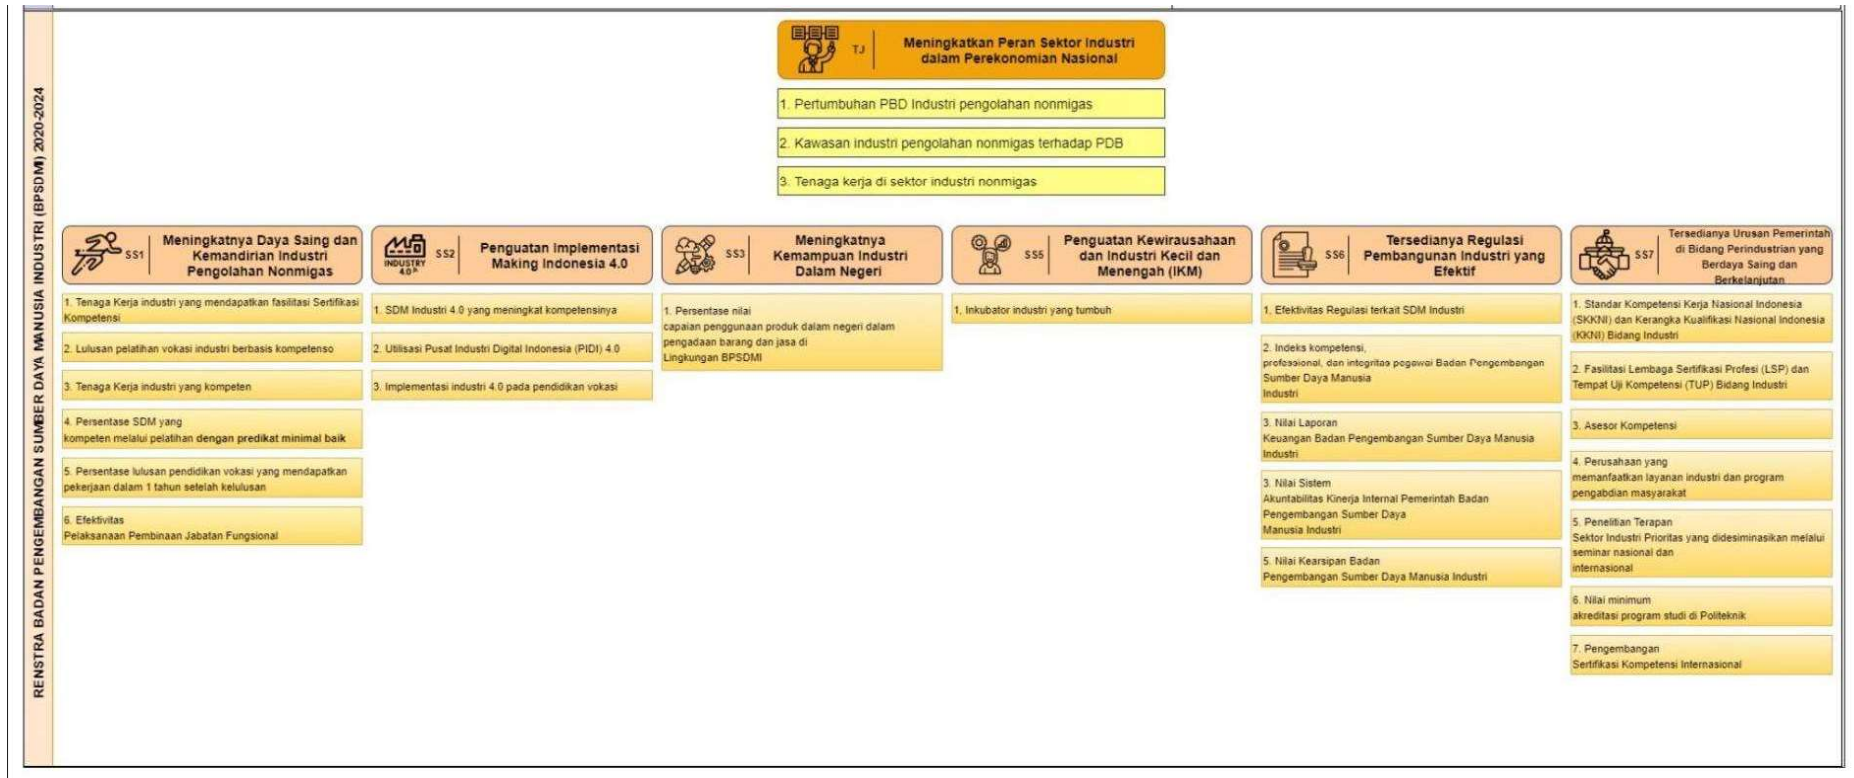 RENSTRA BADAN PENGEMBANGAN SUMBER DAYA MANUSIA INDUSTRI (BPSDMI) 2020-2024
TJ
Meningkatkan Peran Sektor Industri
dalam Perekonomian Nasional
1. Pertumbuhan PBD Industri pengolahan nonmigas
2. Kawasan industri pengolahan nonmigas terhadap PDB
3. Tenaga kerja di sektor industri nonmigas
SS1
Meningkatnya Daya Saing dan
Kemandirian Industri
Pengolahan Nonmigas
1. Tenaga Kerja industri yang mendapatkan fasilitasi Sertifikasi
Kompetensi
2. Lulusan pelatihan vokasi industri berbasis kompetenso
3. Tenaga Kerja industri yang kompeten
4. Persentase SDM yang
kompeten melalui pelatihan dengan predikat minimal baik
5. Persentase lulusan pendidikan vokasi yang mendapatkan
pekerjaan dalam 1 tahun setelah kelulusan
6. Efektivitas
Pelaksanaan Pembinaan Jabatan Fungsional
INDUSTRY
4.0
SS2
Penguatan Implementasi
Making Indonesia 4.0
1. SDM Industri 4.0 yang meningkat kompetensinya
2. Utilisasi Pusat Industri Digital Indonesia (PIDI) 4.0
3. Implementasi industri 4.0 pada pendidikan vokasi
SS3
Meningkatnya
Kemampuan Industri
Dalam Negeri
1. Persentase nilai
capaian penggunaan produk dalam negeri dalam
pengadaan barang dan jasa di
Lingkungan BPSDMI
SS5
Penguatan Kewirausahaan
dan Industri Kecil dan
Menengah (IKM)
1, Inkubator industri yang tumbuh
SS6
Tersedianya Regulasi
Pembangunan Industri yang
Efektif
1, Efektivitas Regulasi terkait SDM Industri
2. Indeks kompetensi,
professional, dan integritas pegawai Badan Pengembangan
Sumber Daya Manusia
Industri
3. Nilai Laporan
Keuangan Badan Pengembangan Sumber Daya Manusia
Industri
3. Nilai Sistem
Akuntabilitas Kinerja Internal Pemerintah Badan
Pengembangan Sumber Daya
Manusia Industri
5. Nilai Kearsipan Badan
Pengembangan Sumber Daya Manusia Industri
SS7
Tersedianya Urusan Pemerintah
di Bidang Perindustrian yang
Berdaya Saing dan
Berkelanjutan
1. Standar Kompetensi Kerja Nasional Indonesia
(SKKNI) dan Kerangka Kualifikasi Nasional Indonesia
(KKNI) Bidang Industri
2. Fasilitasi Lembaga Sertifikasi Profesi (LSP) dan
Tempat Uji Kompetensi (TUP) Bidang Industri
3. Asesor Kompetensi
4. Perusahaan yang
memanfaatkan layanan industri dan program
pengabdian masyarakat
5. Penelitian Terapan
Sektor Industri Prioritas yang didesiminasikan melalui
seminar nasional dan
internasional
6. Nilai minimum
akreditasi program studi di Politeknik
7. Pengembangan
Sertifikasi Kompetensi Internasional